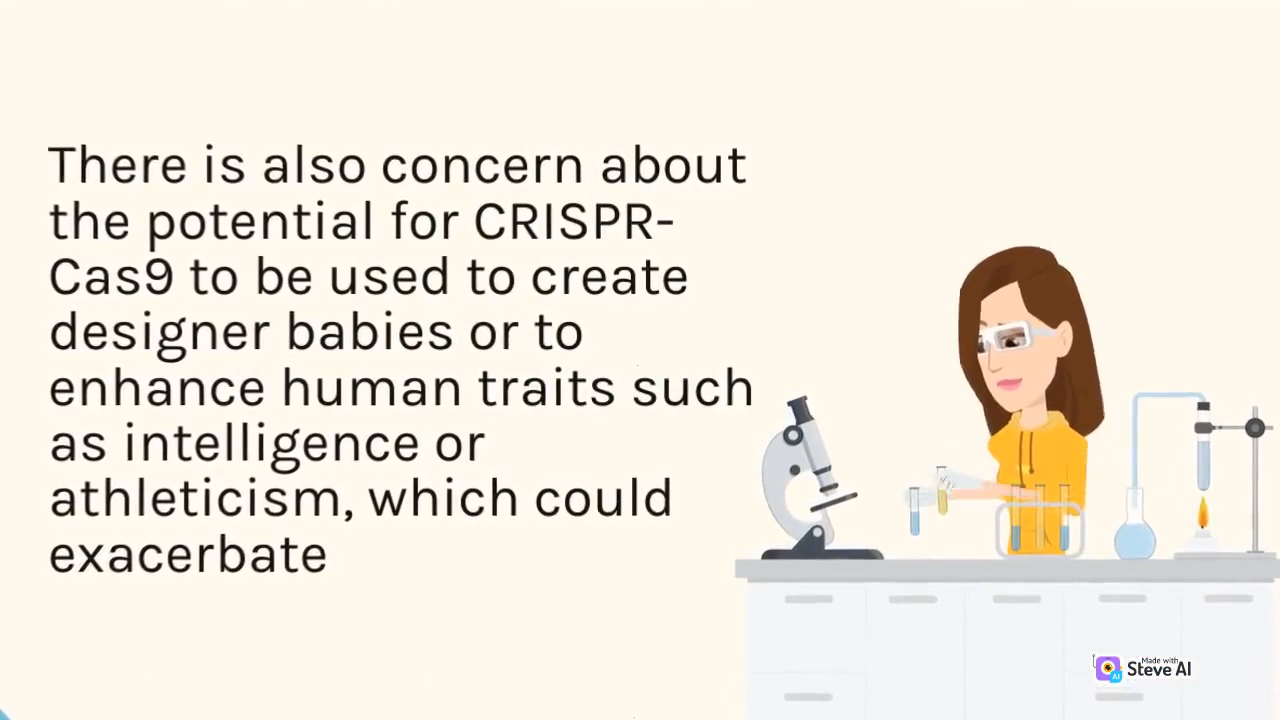 There is also concern about
the potential for CRISPR-
Cas9 to be used to create
designer babies or to
enhance human traits such
as intelligence or
athleticism, which could
exacerbate
Made with
Steve AI
AI